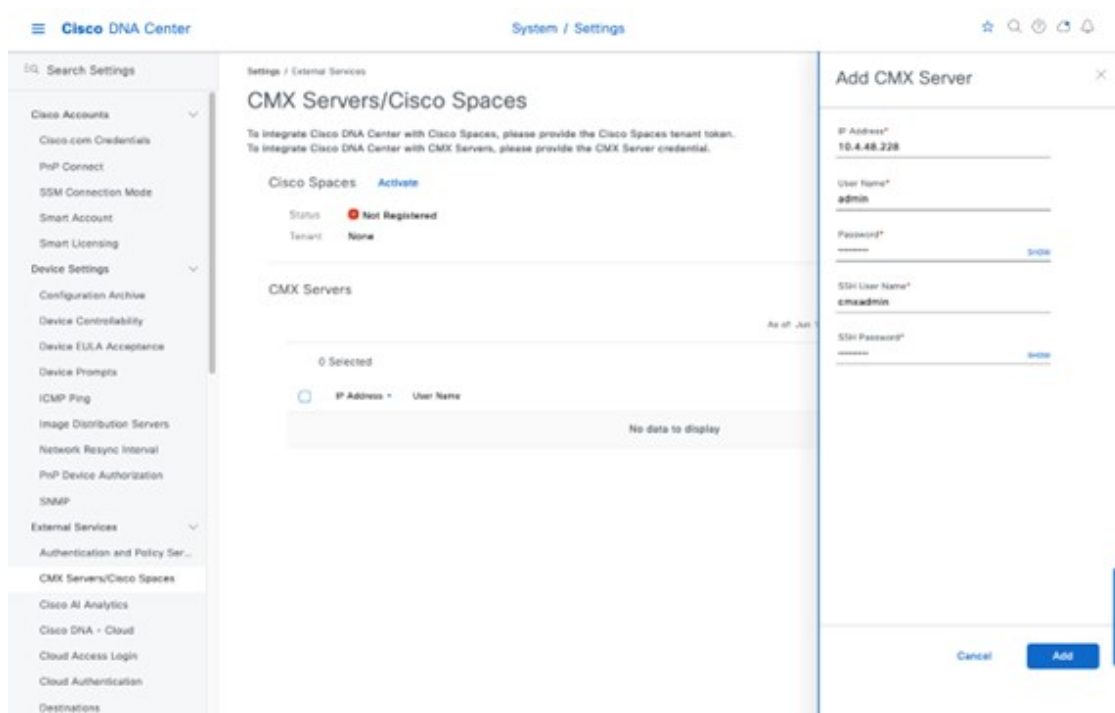 Cisco DNA Center
System / Settings
Search Settings
Cisco Accounts
Cisco.com Credentials
PnP Connect
SSM Connection Mode
Smart Account
Smart Licensing
Device Settings
Configuration Archive
Device Controllability
Device EULA Acceptance
Device Prompts
ICMP Ping
Image Distribution Servers
Network Resync Interval
PnP Device Authorization
SNMP
External Services
Authentication and Policy Ser...
CMX Servers/Cisco Spaces
Cisco AI Analytics
Cisco DNA - Cloud
Cloud Access Login
Cloud Authentication
Destinations
Settings / External Services
CMX Servers/Cisco Spaces
To integrate Cisco DNA Center with Cisco Spaces, please provide the Cisco Spaces tenant token.
To integrate Cisco DNA Center with CMX Servers, please provide the CMX Server credential.
Cisco Spaces Activate
Status Not Registered
Tenant None
CMX Servers
As of: Jun 1
0 Selected
IP Address User Name
No data to display
Add CMX Server
IP Address*
10.4.48.228
User Name*
admin
Password*
SHOW
SSH User Name*
cmxadmin
SSH Password*
SHOW
Cancel Add